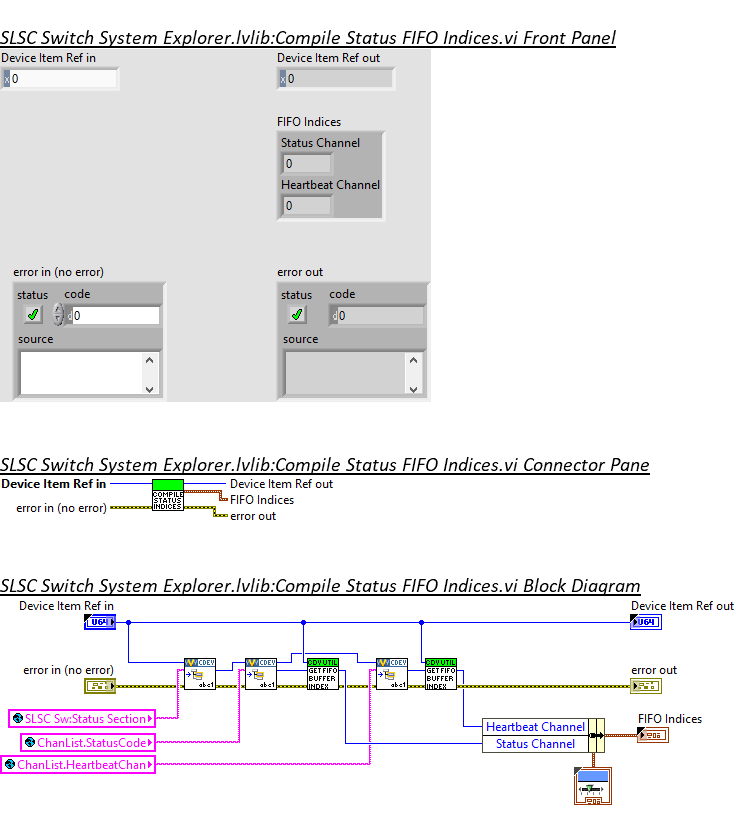 SLSC Switch System Explorer.lvlib:Compile Status FIFO Indices.vi Front Panel
Device Item Ref in
Device Item Ref out
x 0
x 0
FIFO Indices
Status Channel
0
Heartbeat Channel
0
error in (no error)
error out
status code
status code
d 0
d 0
source
source
SLSC Switch System Explorer.lvlib:Compile Status FIFO Indices.vi Connector Pane
Device Item Ref in
Device Item Ref out
COMPILE
STATUS
INDICES
FIFO Indices
error in (no error)
error out
SLSC Switch System Explorer.lvlib:Compile Status FIFO Indices.vi Block Diagram
Device Item Ref in
Device Item Ref out
U64
U64
error in (no error)
error out
CDEV
abc1
CDEV
abc1
CDV UTIL
GET FIFO
BUFFER
INDEX
CDEV
abc1
CDV UTIL
GET FIFO
BUFFER
INDEX
SLSC Sw:Status Section
ChanList.StatusCode
ChanList.HeartbeatChan
Heartbeat Channel
Status Channel
FIFO Indices